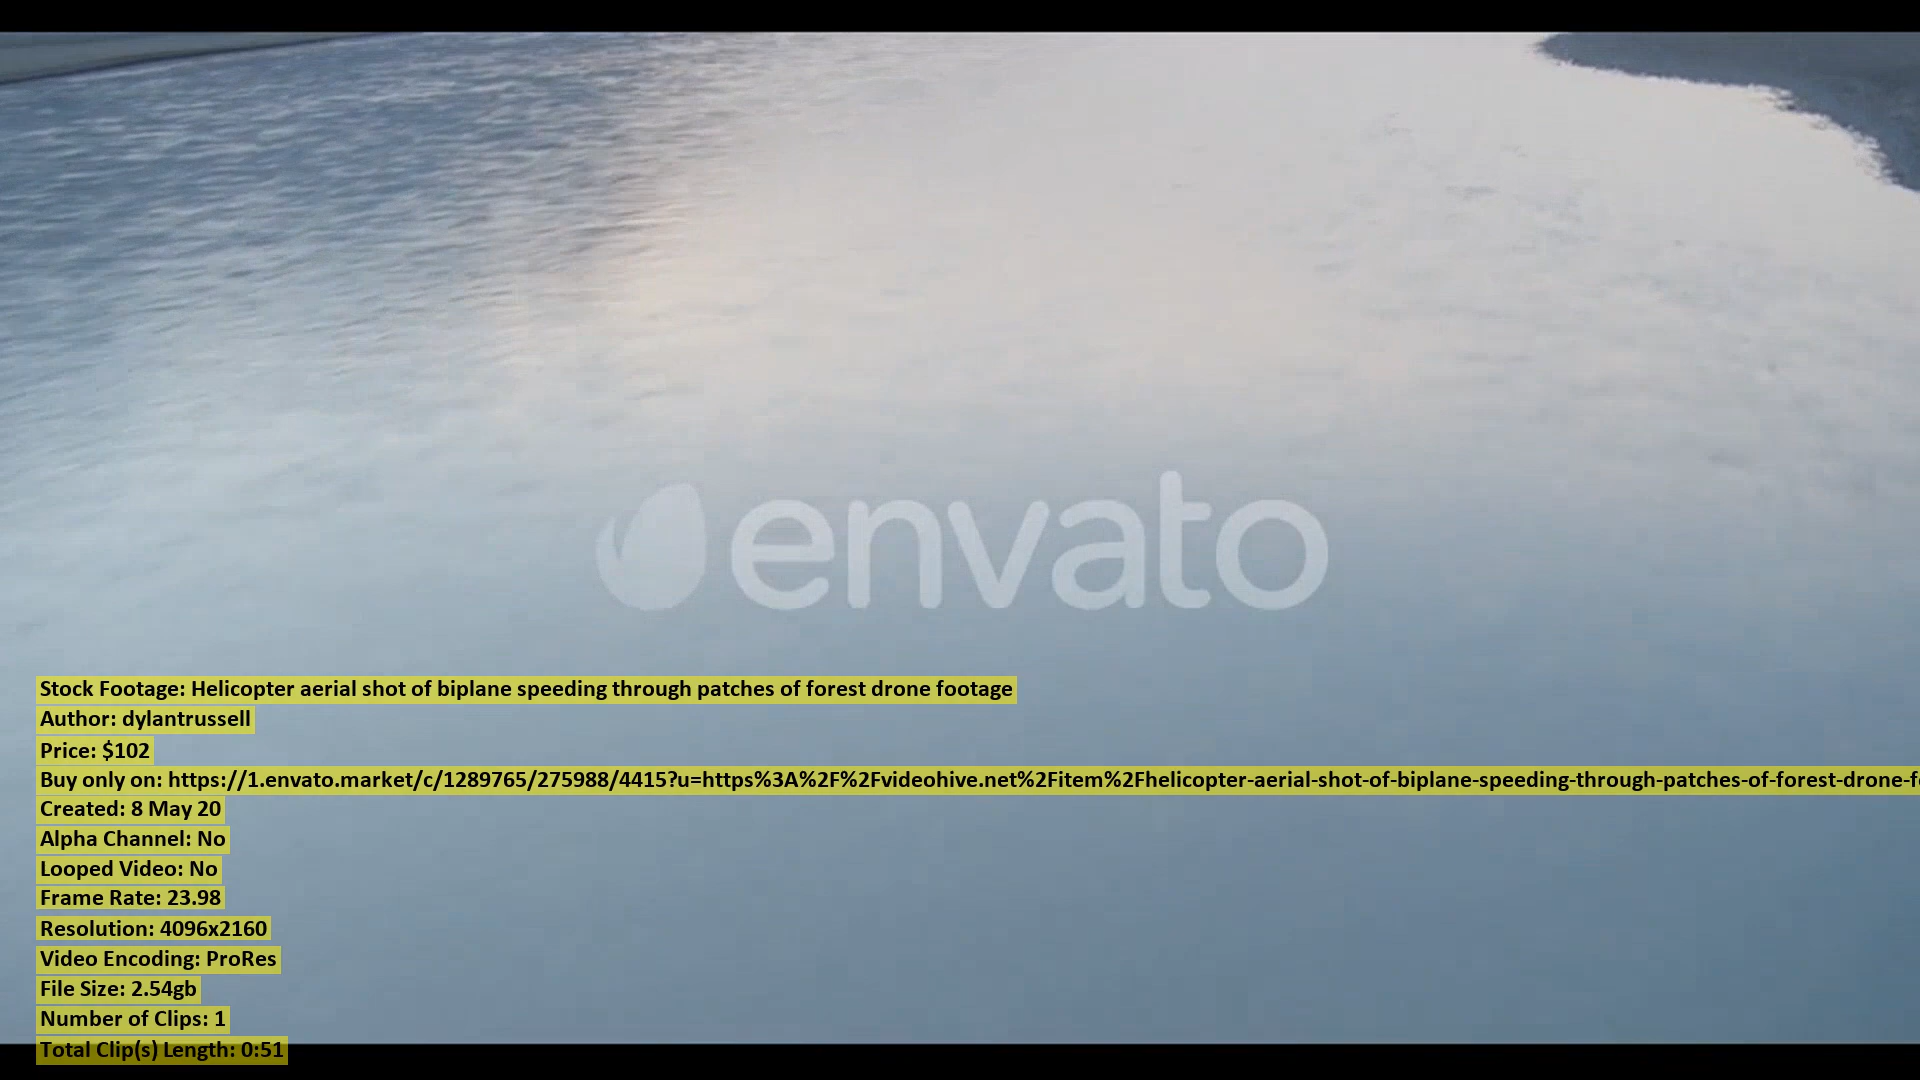 envato
Stock Footage: Helicopter aerial shot of biplane speeding through patches of forest drone footage
Author: dylantrussell
Price: $102
Buy only on: https://1.envato.market/c/1289765/275988/4415?u=https%3A%2F%2Fvideohive.net%2Fitem%2Fhelicopter-aerial-shot-of-biplane-speeding-through-patches-of-forest-drone-f
Created: 8 May 20
Alpha Channel: No
Looped Video: No
Frame Rate: 23.98
Resolution: 4096x2160
Video Encoding: ProRes
File Size: 2.54gb
Number of Clips: 1
Total Clip(s) Length: 0:51